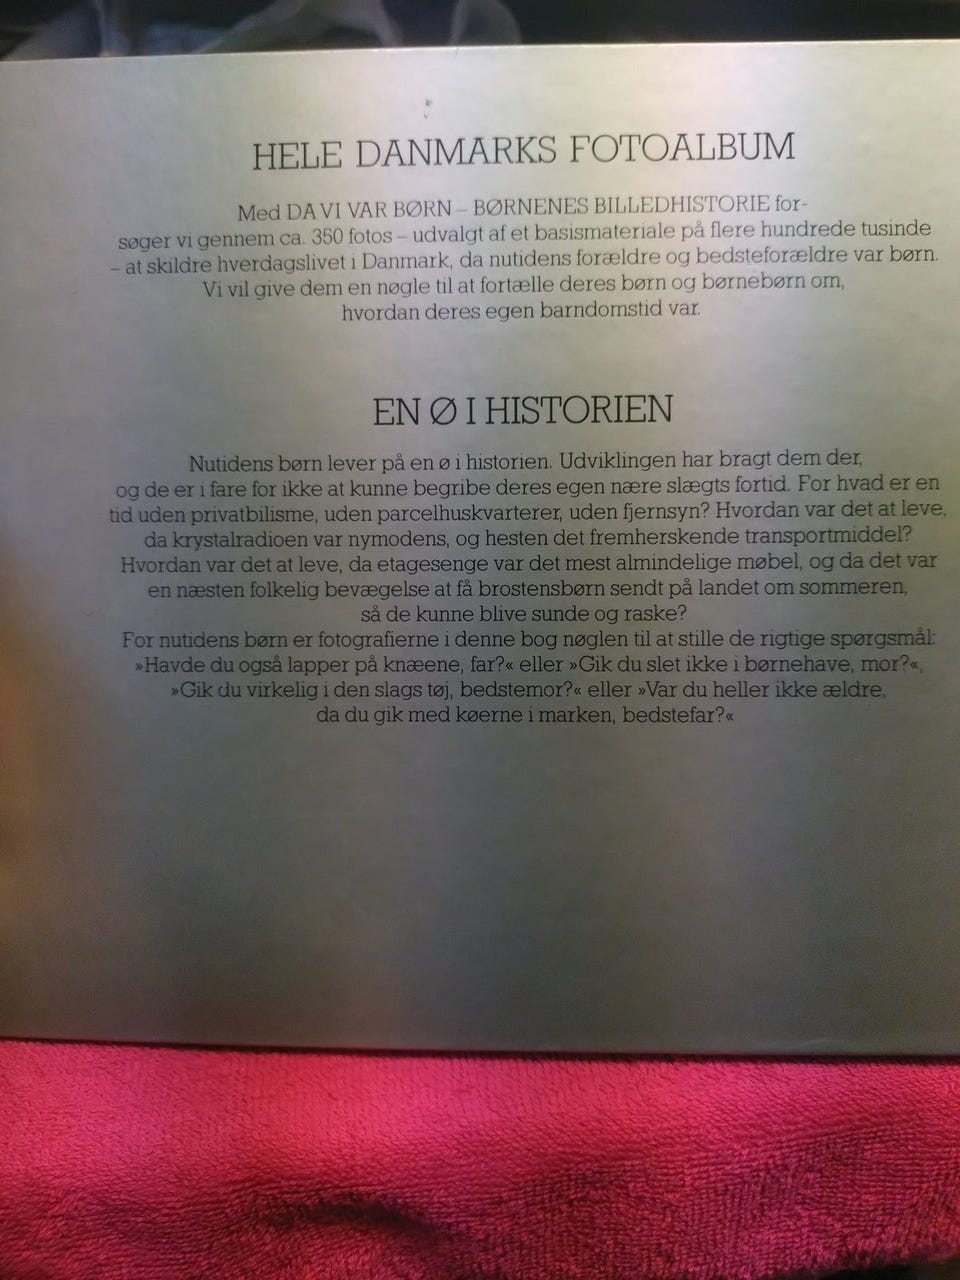 HELE DANMARKS FOTOALBUM
Med DA VI VAR BØRN – BØRNENES BILLEDHISTORIE for-
søger vi gennem ca. 350 fotos – udvalgt af et basismateriale på flere hundrede tusinde
– at skildre hverdagslivet i Danmark, da nutidens forældre og bedsteforældre var børn.
Vi vil give dem en nøgle til at fortælle deres børn og børnebørn om,
hvordan deres egen barndomstid var.
EN Ø I HISTORIEN
Nutidens børn lever på en ø i historien. Udviklingen har bragt dem der,
og de er i fare for ikke at kunne begribe deres egen nære slægts fortid. For hvad er en
tid uden privatbilisme, uden parcelhuskvarterer, uden fjernsyn? Hvordan var det at leve,
da krystalradioen var nymodens, og hesten det fremherskende transportmiddel?
Hvordan var det at leve, da etagesenge var det mest almindelige møbel, og da det var
en næsten folkelig bevægelse at få brostensbørn sendt på landet om sommeren,
så de kunne blive sunde og raske?
For nutidens børn er fotografierne i denne bog nøglen til at stille de rigtige spørgsmål:
»Havde du også lapper på knæene, far?« eller »Gik du slet ikke i børnehave, mor?«,
»Gik du virkelig i den slags tøj, bedstemor?« eller »Var du heller ikke ældre,
da du gik med køerne i marken, bedstefar?«